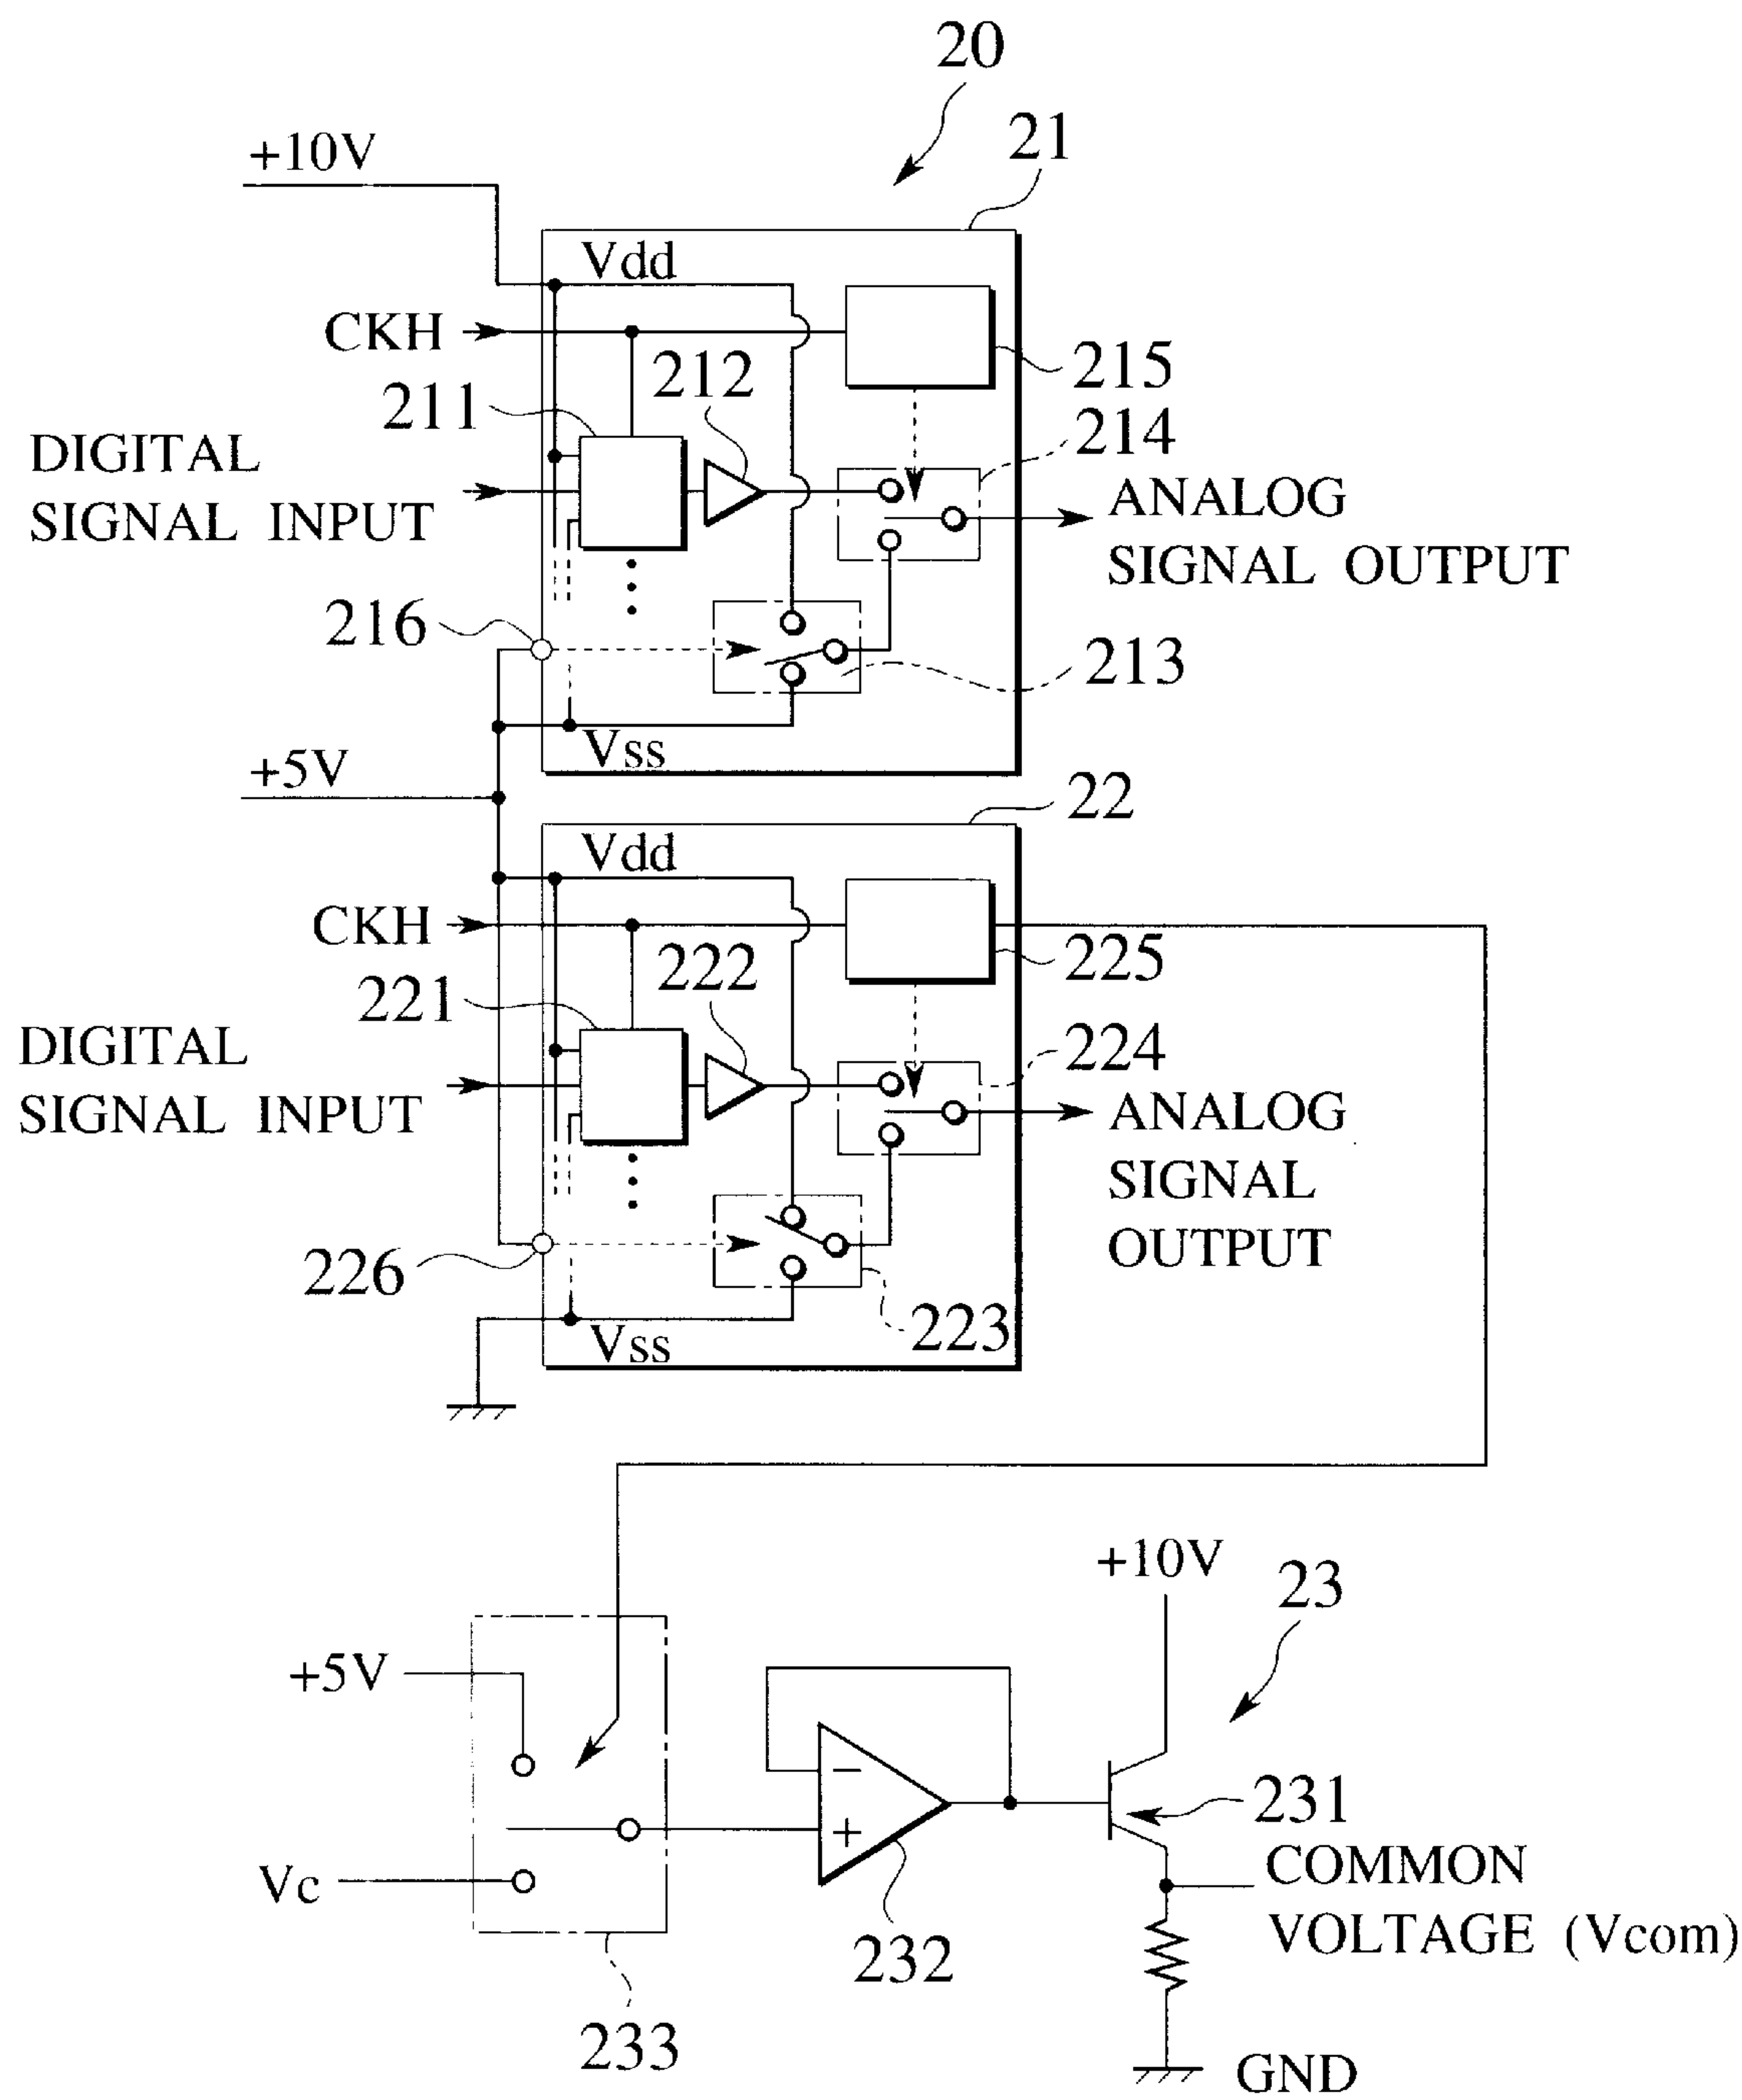 20
21
+10V
Vdd
CKH
212
215
211
214
DIGITAL
SIGNAL INPUT
ANALOG
SIGNAL OUTPUT
216
213
Vss
+5V
22
Vdd
CKH
222
225
221
224
DIGITAL
SIGNAL INPUT
ANALOG
SIGNAL
OUTPUT
226
223
Vss
+10V
23
+5V
−
+
231
Vc
COMMON
VOLTAGE (Vcom)
232
233
GND